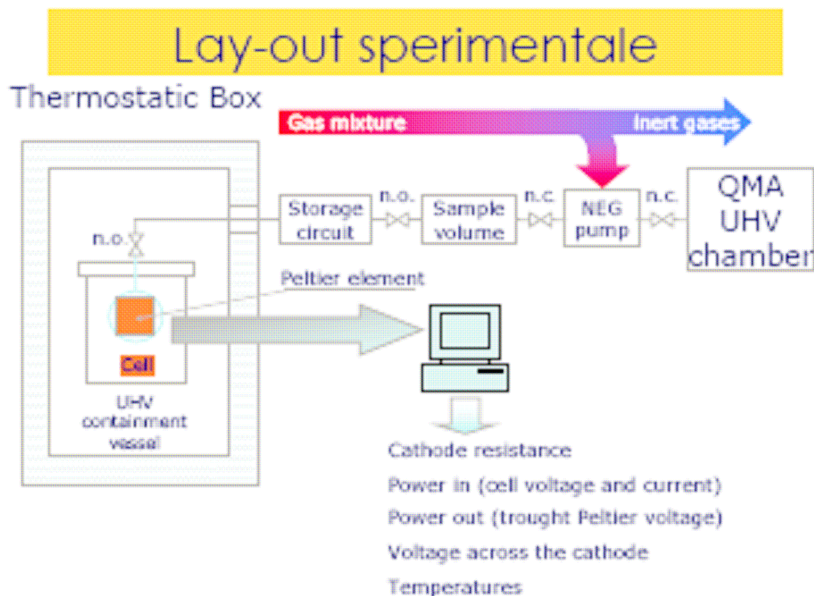 Lay-out sperimentale
Thermostatic Box
Gas mixture
inert gases
n.o.
Storage
circuit
n.o.
Sample
volume
n.c.
NEG
pump
n.c.
QMA
UHV
chamber
Peltier element
Cell
UHV
containment
vessel
Cathode resistance
Power in (cell voltage and current)
Power out (trought Peltier voltage)
Voltage across the cathode
Temperatures